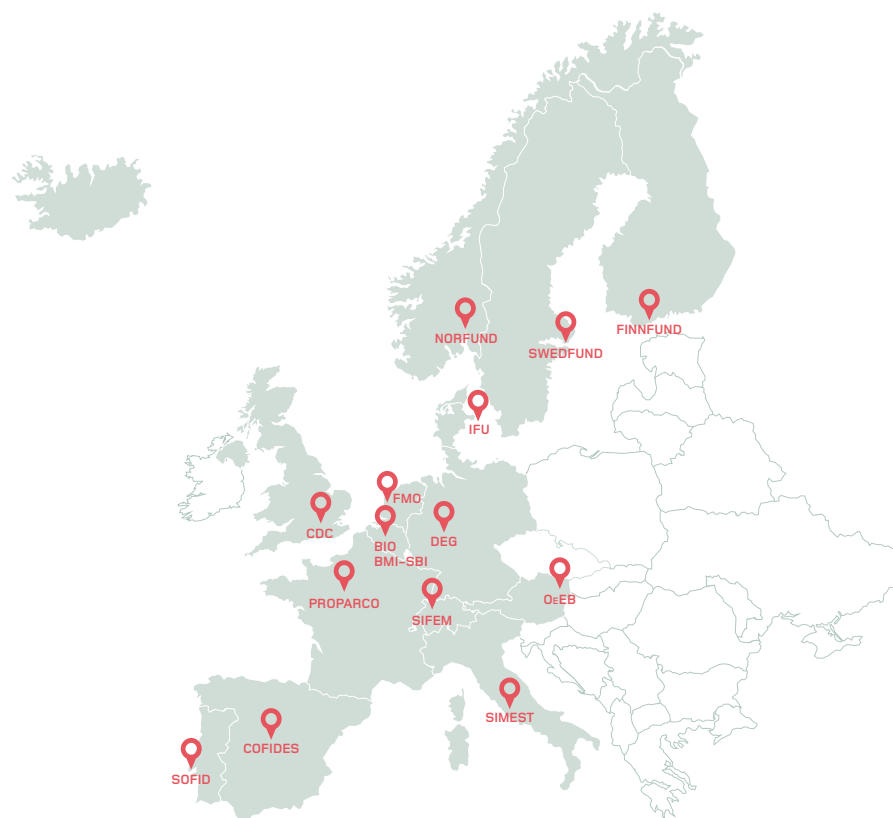 FINNFUND
NORFUND
SWEDFUND
IFU
FMO
CDC
DEG
BIO
BMI-SBI
OeEB
PROPARCO
SIFEM
SIMEST
COFIDES
SOFID